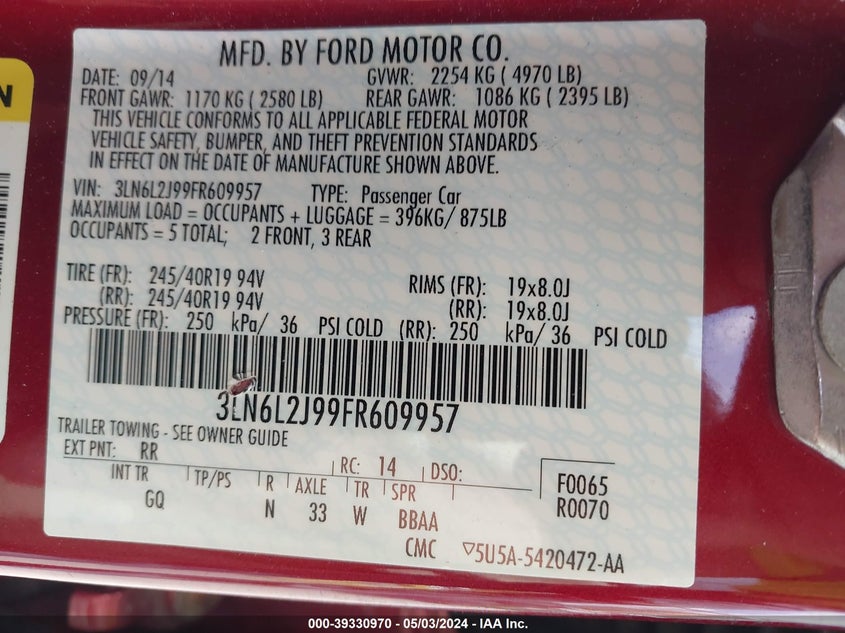 MFD. BY FORD MOTOR CO.
DATE: 09/14 GVWR: 2254 KG ( 4970 LB)
FRONT GAWR: 1170 KG ( 2580 LB) REAR GAWR: 1086 KG ( 2395 LB)
THIS VEHICLE CONFORMS TO ALL APPLICABLE FEDERAL MOTOR
VEHICLE SAFETY, BUMPER, AND THEFT PREVENTION STANDARDS
IN EFFECT ON THE DATE OF MANUFACTURE SHOWN ABOVE.
VIN: 3LN6L2J99FR609957 TYPE: Passenger Car
MAXIMUM LOAD = OCCUPANTS + LUGGAGE = 396KG/ 875LB
OCCUPANTS = 5 TOTAL; 2 FRONT, 3 REAR
TIRE (FR): 245/40R19 94V RIMS (FR): 19x8.0J
(RR): 245/40R19 94V (RR): 19x8.0J
PRESSURE (FR): 250 kPa/ 36 PSI COLD (RR): 250 kPa/ 36 PSI COLD
3LN6L2J99FR609957
TRAILER TOWING - SEE OWNER GUIDE
EXT PNT: RR RC: 14 DSO:
INT TR TP/PS R AXLE TR SPR F0065
GQ N 33 W BBAA R0070
CMC ▽5U5A-5420472-AA
N
000-39330970 - 05/03/2024 - IAA Inc.